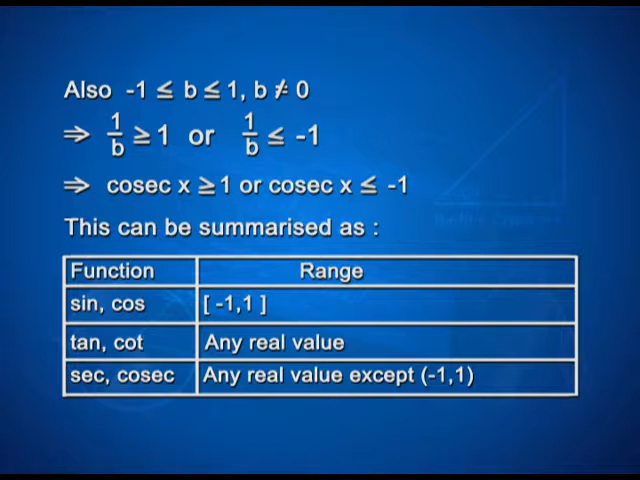 Also -1 ≤ b ≤ 1, b ≠ 0
⇒ 1/b ≥ 1 or 1/b ≤ -1
⇒ cosec x ≥ 1 or cosec x ≤ -1
This can be summarised as :
Function Range
sin, cos [ -1,1 ]
tan, cot Any real value
sec, cosec Any real value except (-1,1)